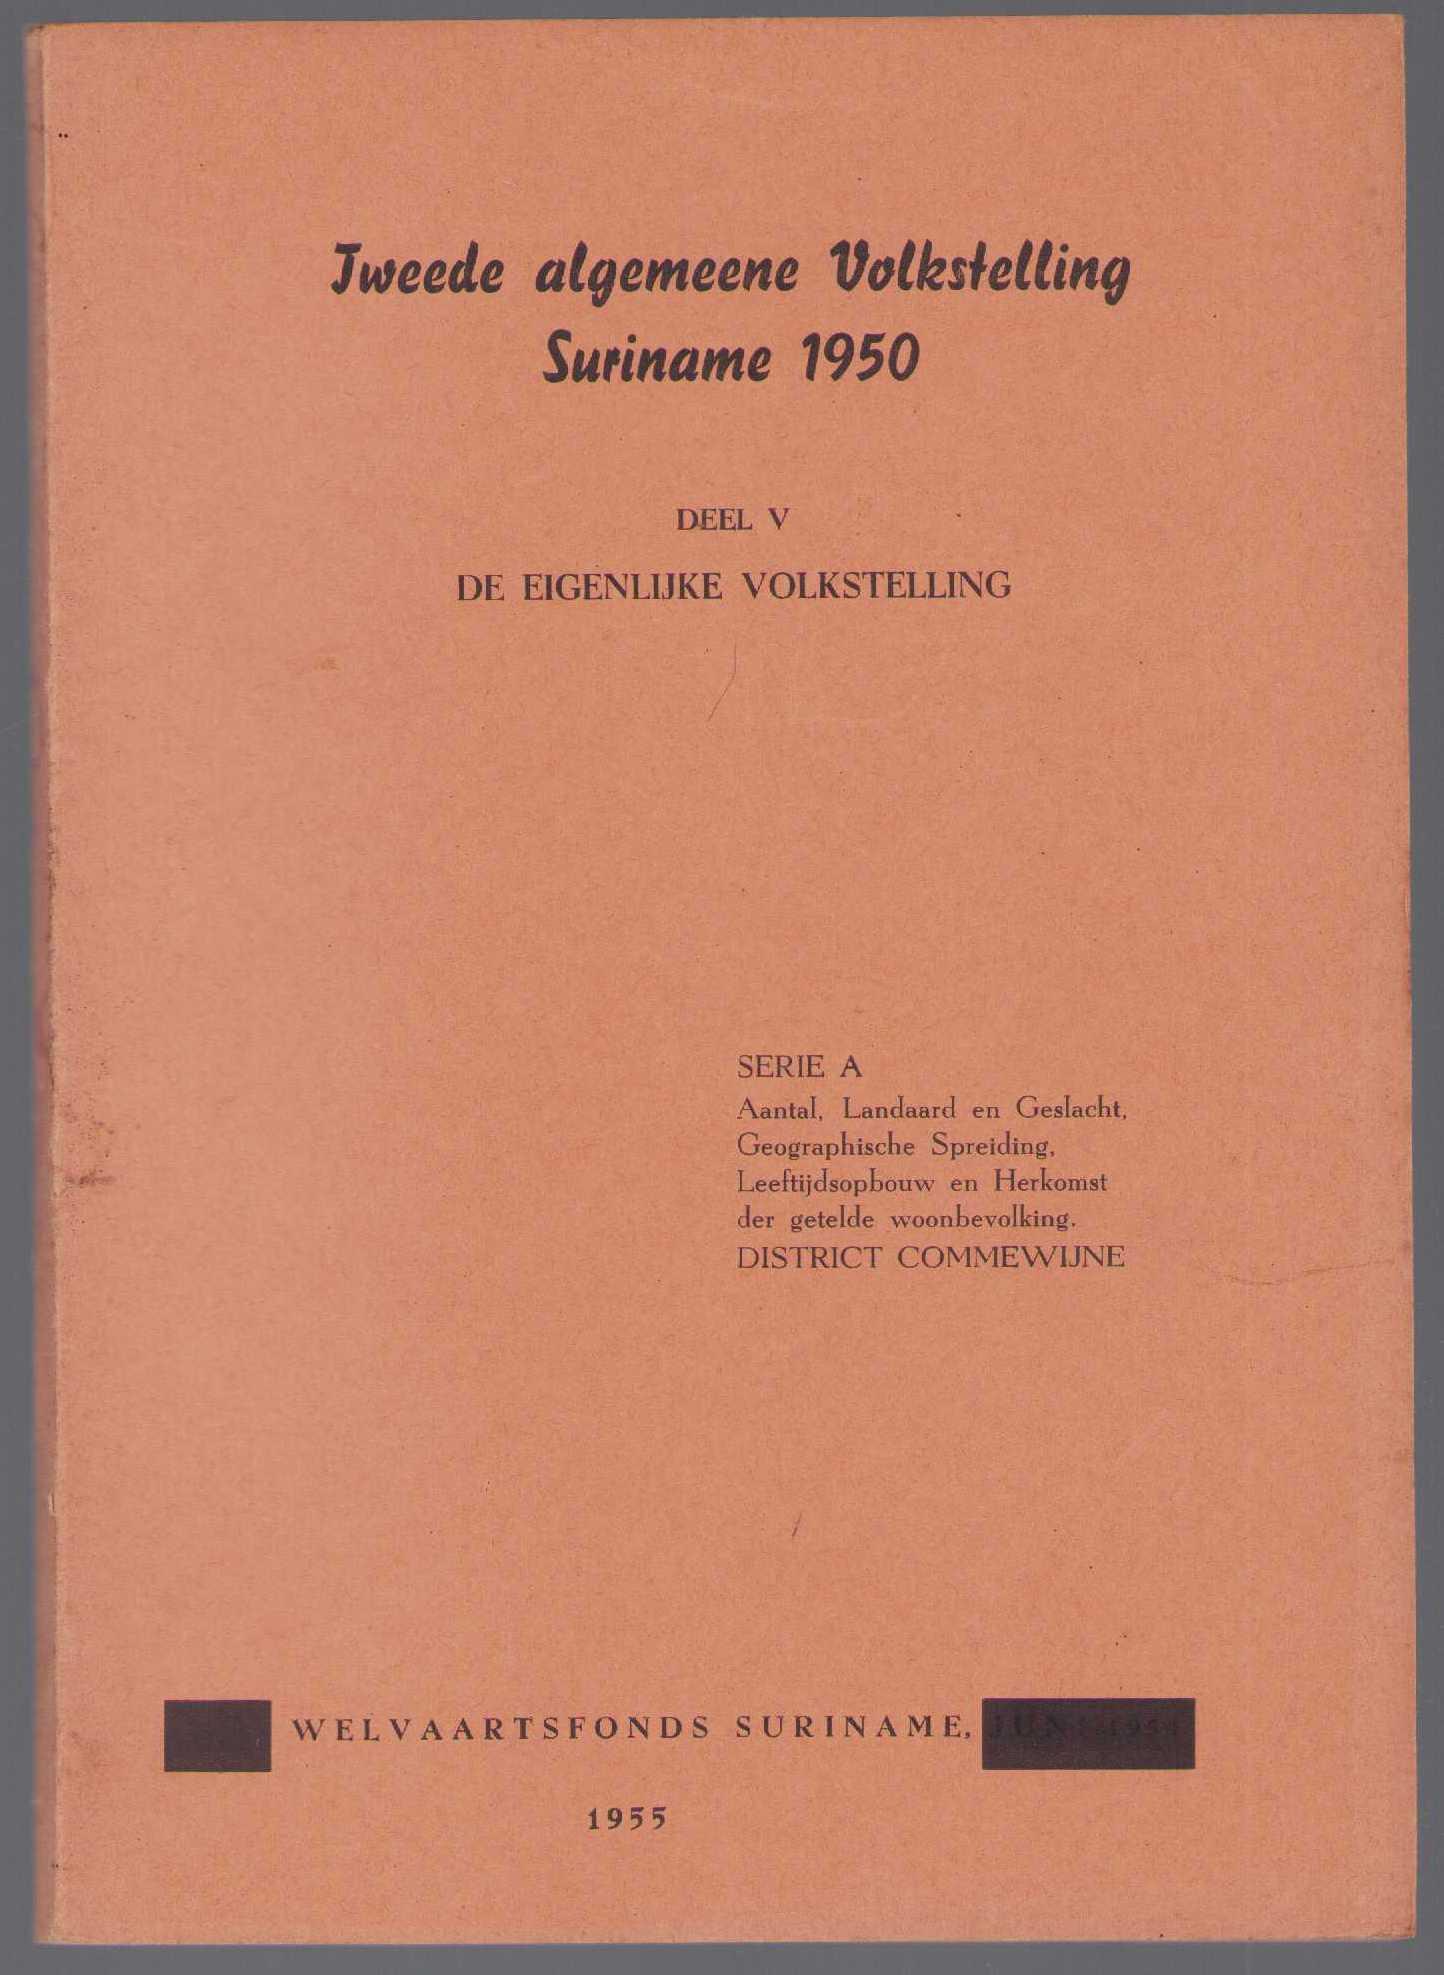 Tweede algemeene Volkstelling
Suriname 1950
DEEL V
DE EIGENLIJKE VOLKSTELLING
SERIE A
Aantal, Landaard en Geslacht,
Geographische Spreiding,
Leeftijdsopbouw en Herkomst
der getelde woonbevolking.
DISTRICT COMMEWIJNE
WELVAARTSFONDS SURINAME,
1955